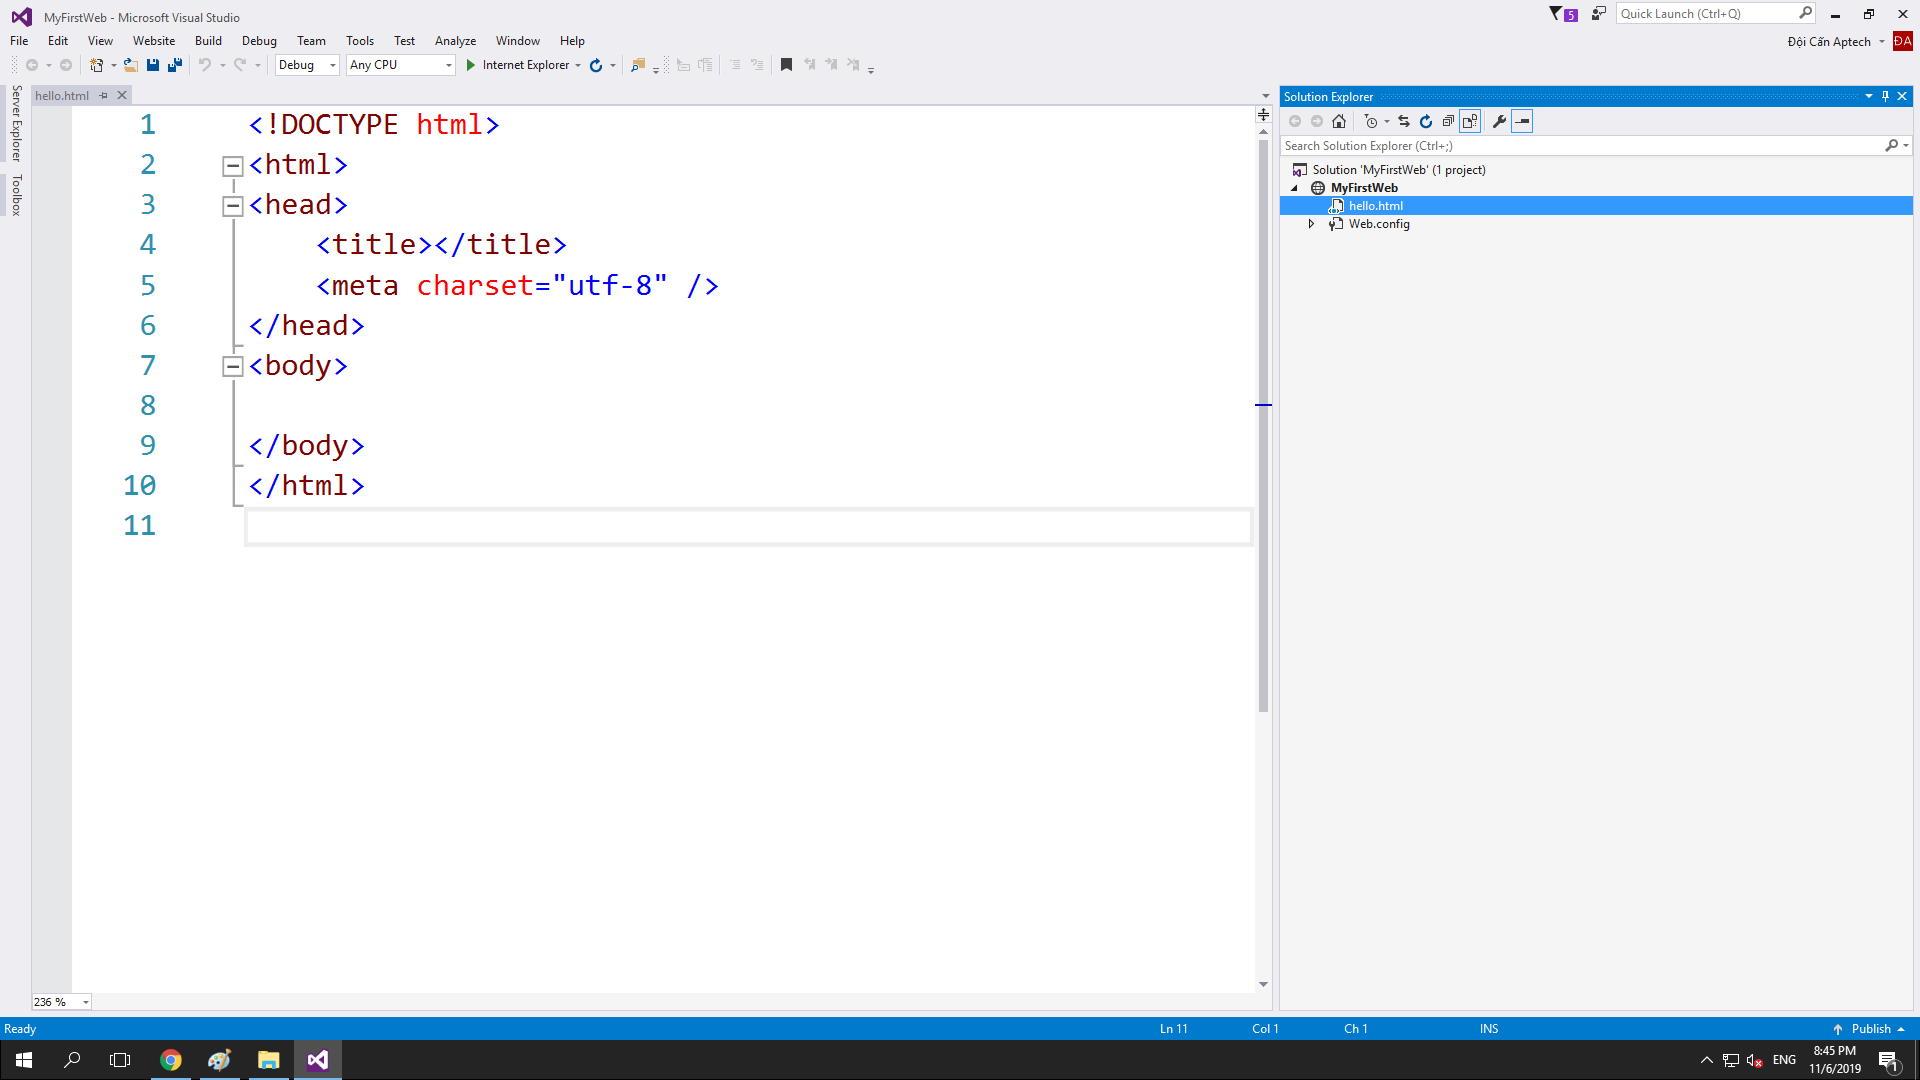 MyFirstWeb - Microsoft Visual Studio
5
Quick Launch (Ctrl+Q)
File Edit View Website Build Debug Team Tools Test Analyze Window Help
Đội Cấn Aptech ĐA
Debug Any CPU Internet Explorer
Server Explorer
Toolbox
hello.html
1 <!DOCTYPE html>
2 <html>
3 <head>
4     <title></title>
5     <meta charset="utf-8" />
6 </head>
7 <body>
8
9 </body>
10 </html>
11
236 %
Solution Explorer
Search Solution Explorer (Ctrl+;)
Solution 'MyFirstWeb' (1 project)
MyFirstWeb
hello.html
Web.config
Ready Ln 11 Col 1 Ch 1 INS Publish
ENG
8:45 PM
11/6/2019
1